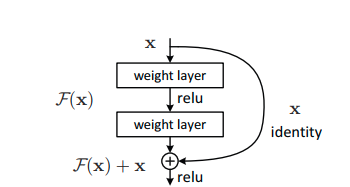 x
weight layer
F(x)
relu
x
weight layer
identity
F(x) + x
relu